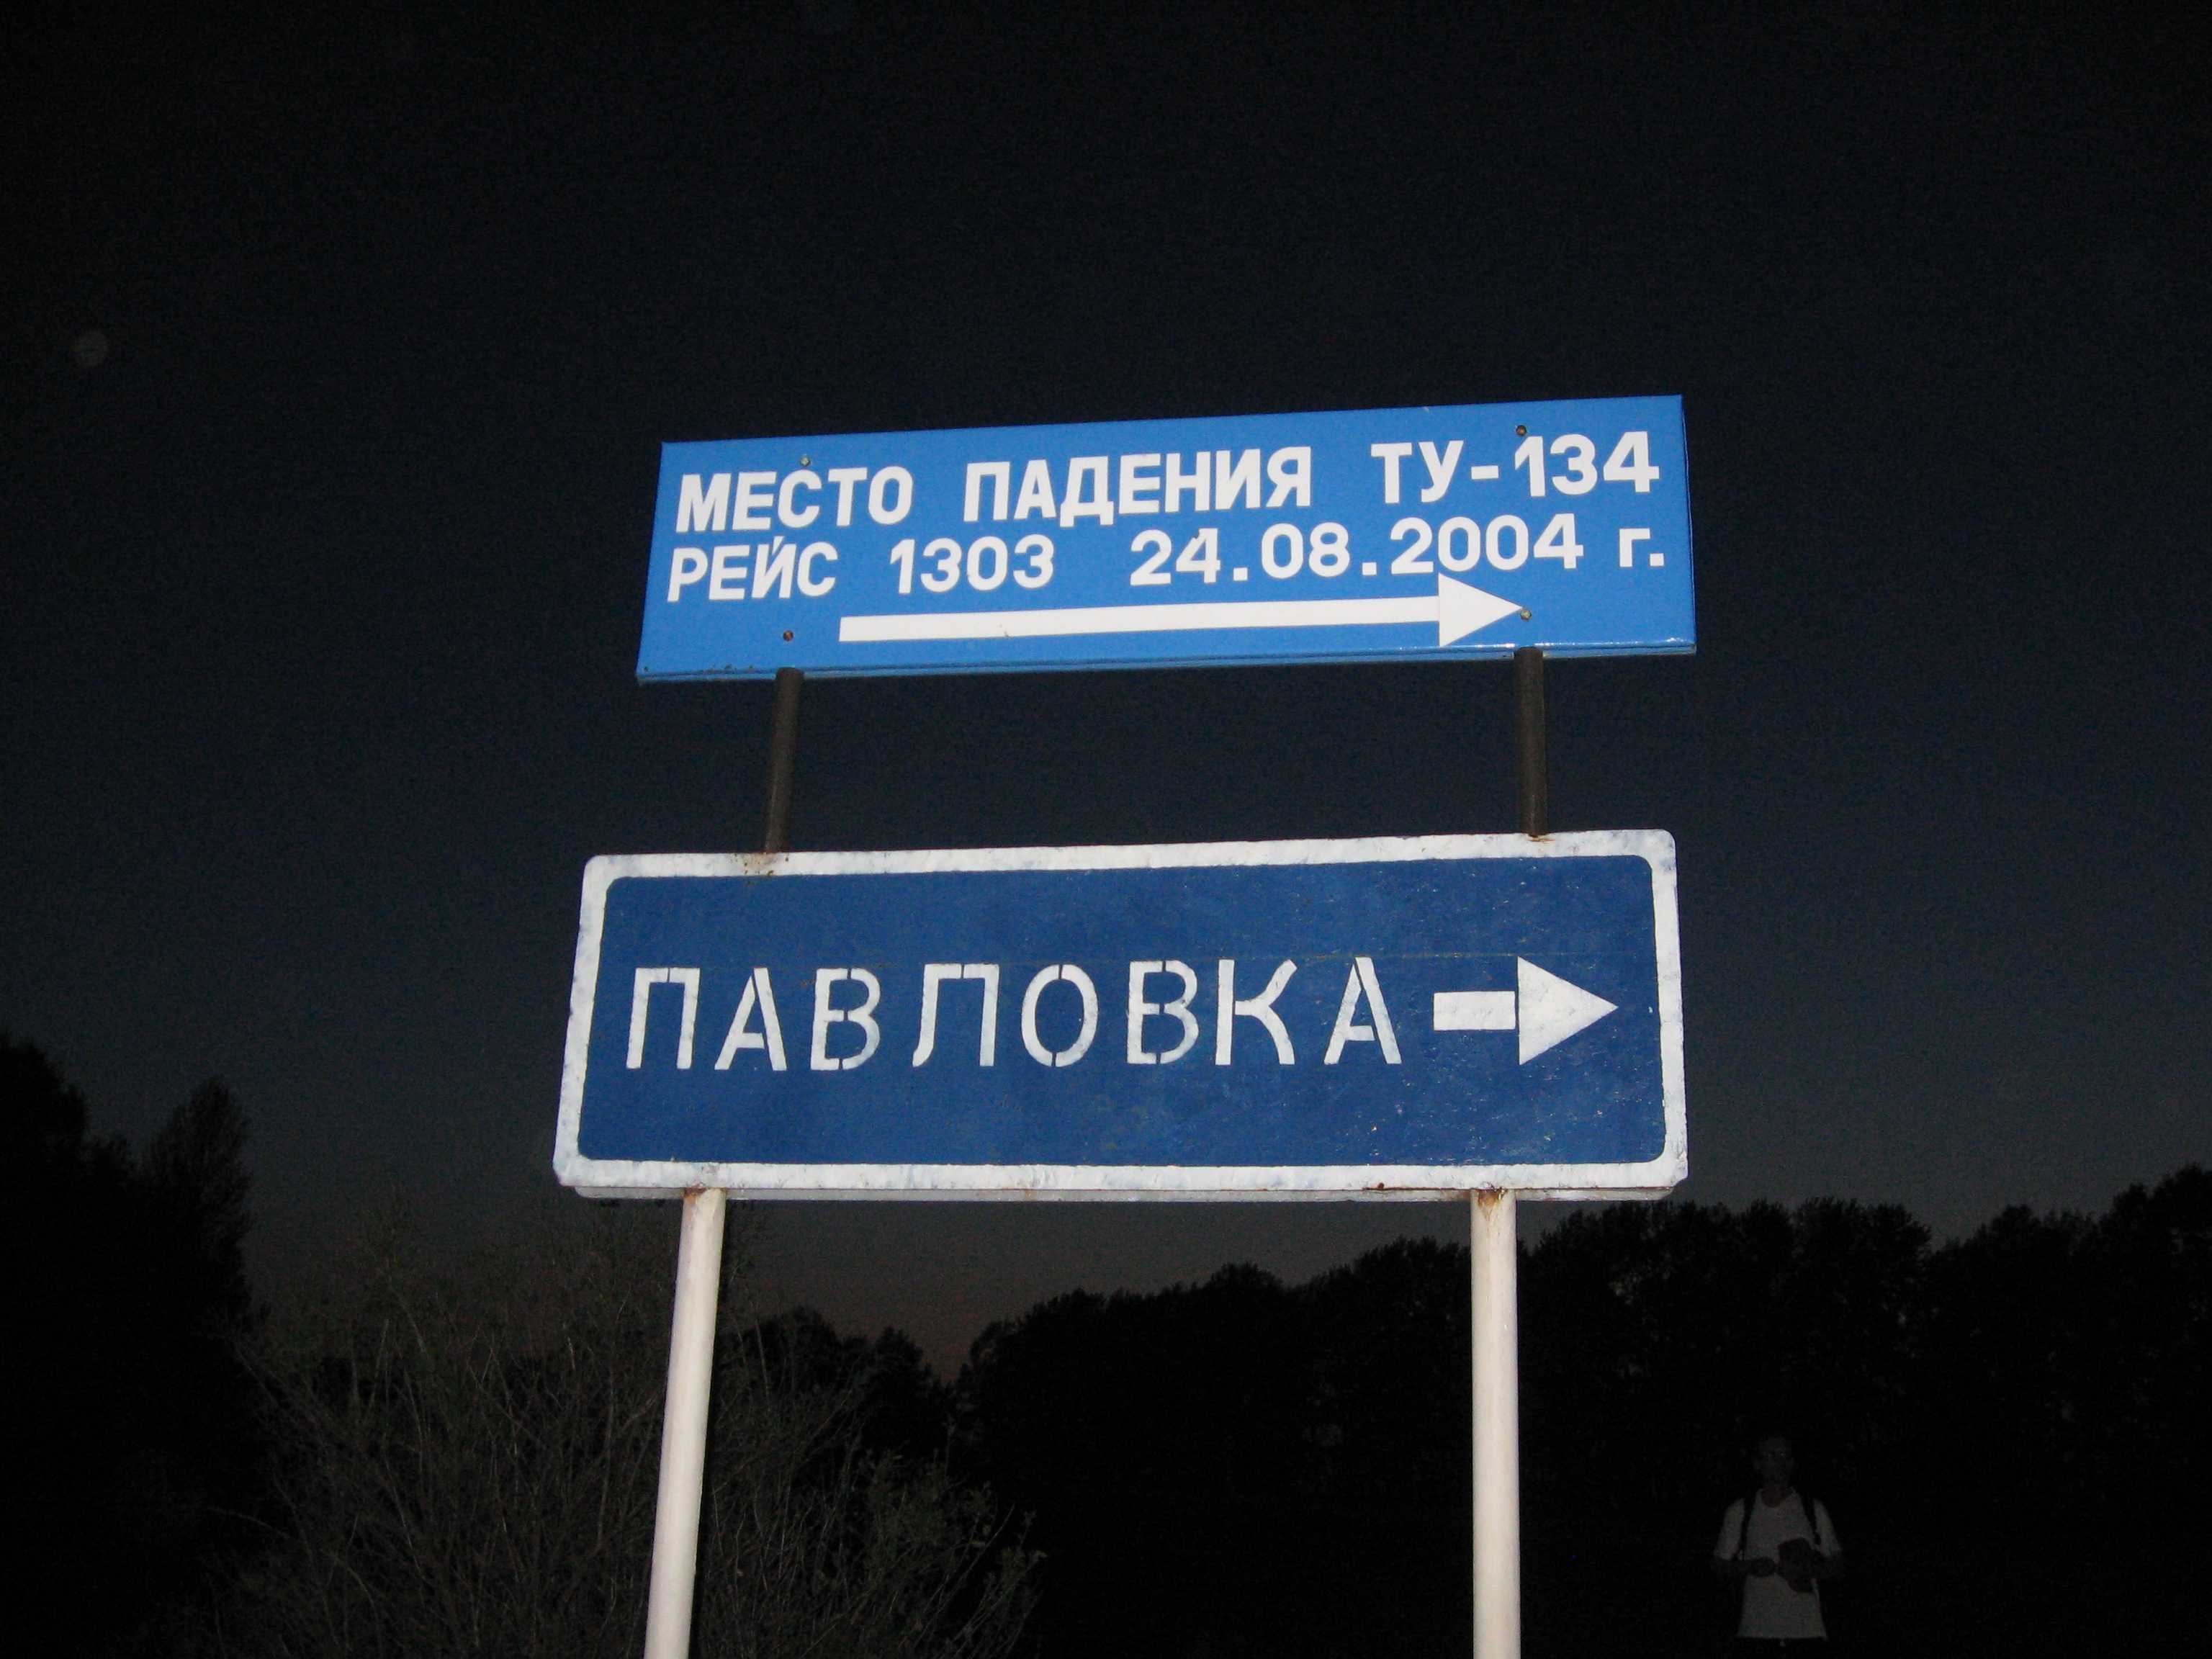 МЕСТО ПАДЕНИЯ ТУ-134
РЕЙС 1303 24.08.2004 г.
ПАВЛОВКА